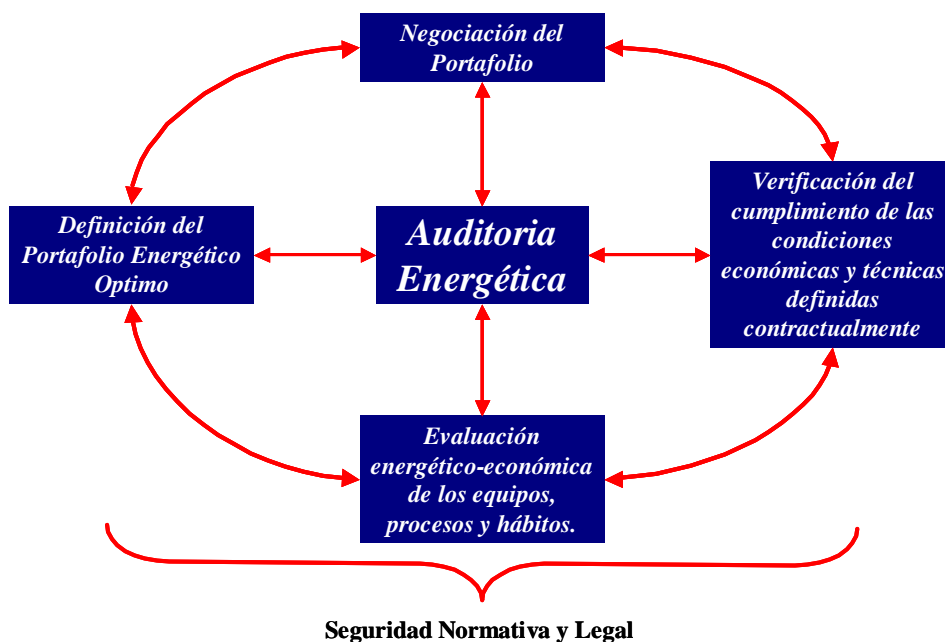 Negociación del
Portafolio
Definición del
Portafolio Energético
Optimo
Auditoria
Energética
Verificación del
cumplimiento de las
condiciones
económicas y técnicas
definidas
contractualmente
Evaluación
energético-económica
de los equipos,
procesos y hábitos.
Seguridad Normativa y Legal